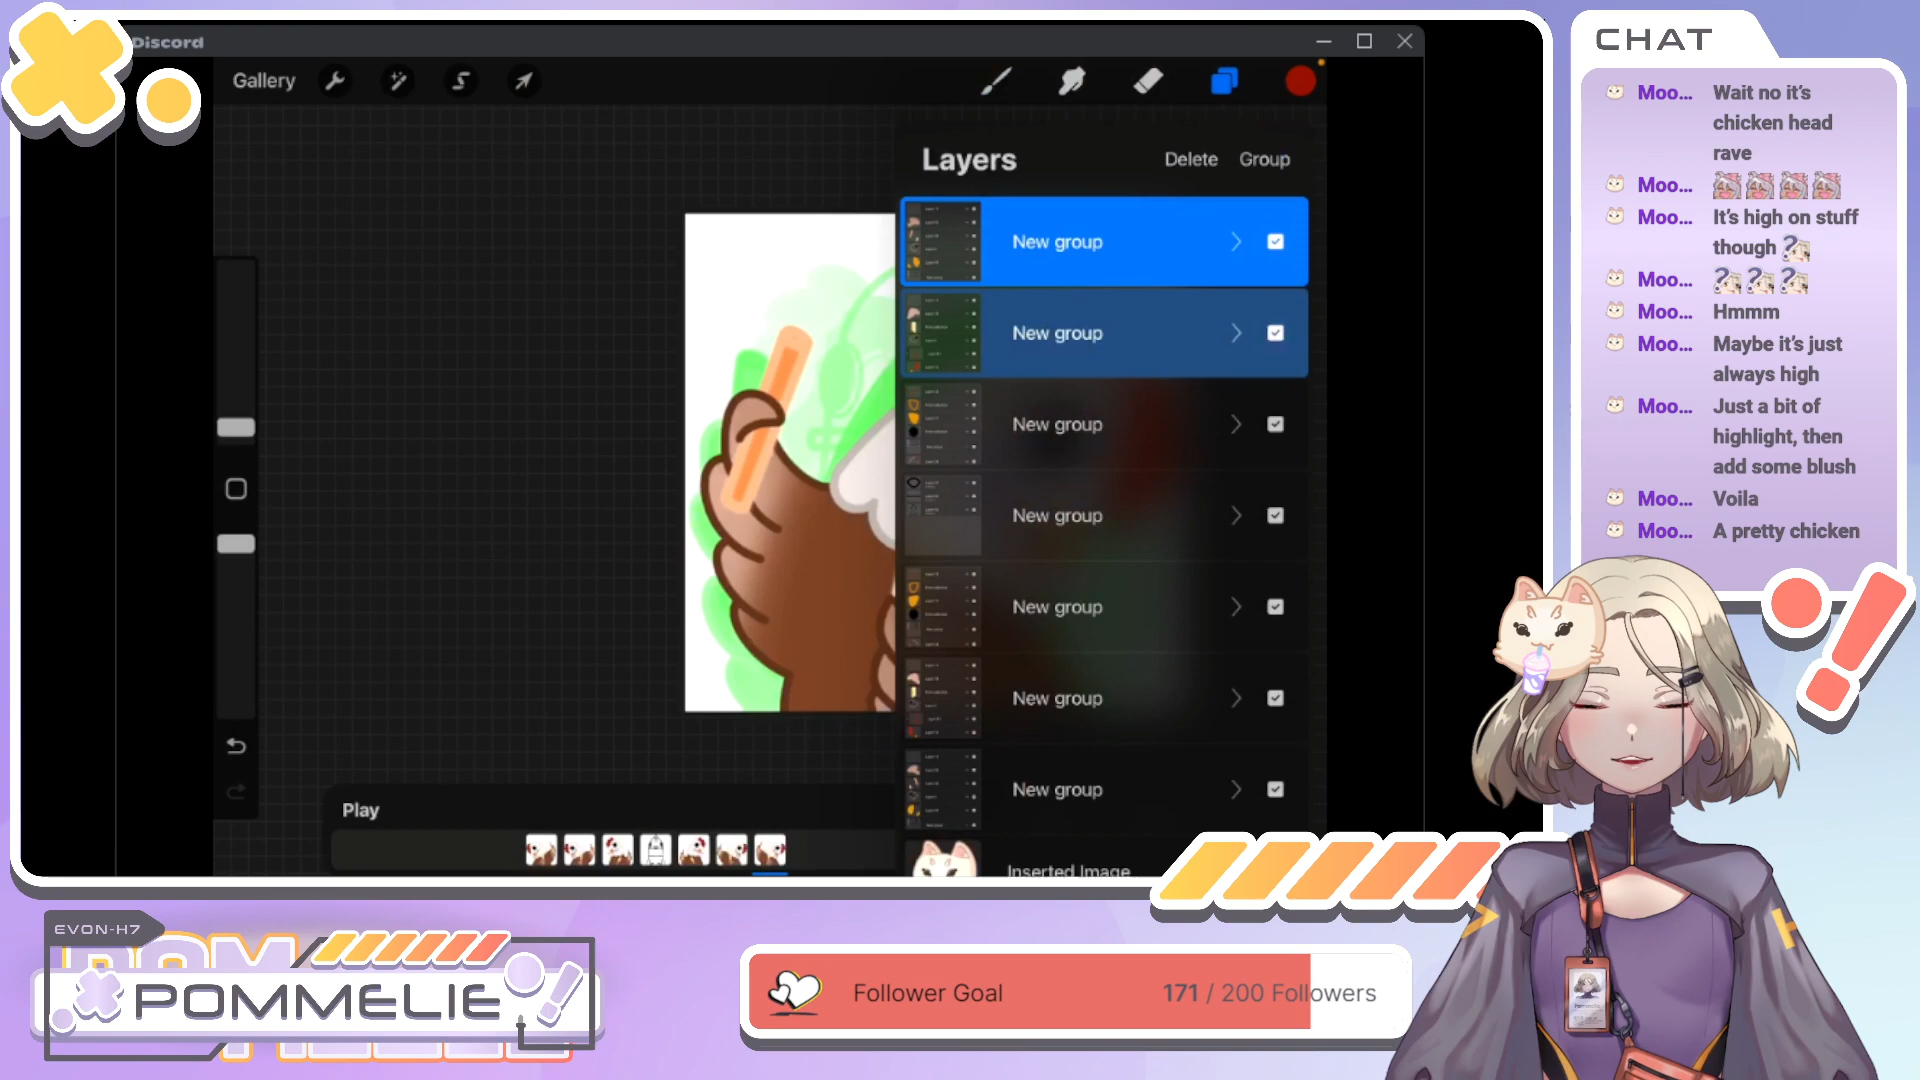 Discord
Gallery
Layers
Delete
Group
New group
New group
New group
New group
New group
New group
New group
Inserted Image
Play
CHAT
Moo... Wait no it's
chicken head
rave
Moo...
Moo... It's high on stuff
though
Moo...
Moo... Hmmm
Moo... Maybe it's just
always high
Moo... Just a bit of
highlight, then
add some blush
Moo... Voila
Moo... A pretty chicken
EVON-H7
POMMELIE
Follower Goal
171 / 200 Followers